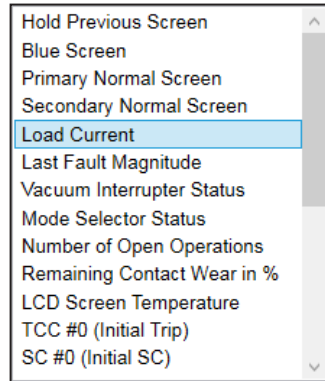 Hold Previous Screen
Blue Screen
Primary Normal Screen
Secondary Normal Screen
Load Current
Last Fault Magnitude
Vacuum Interrupter Status
Mode Selector Status
Number of Open Operations
Remaining Contact Wear in %
LCD Screen Temperature
TCC #0 (Initial Trip)
SC #0 (Initial SC)